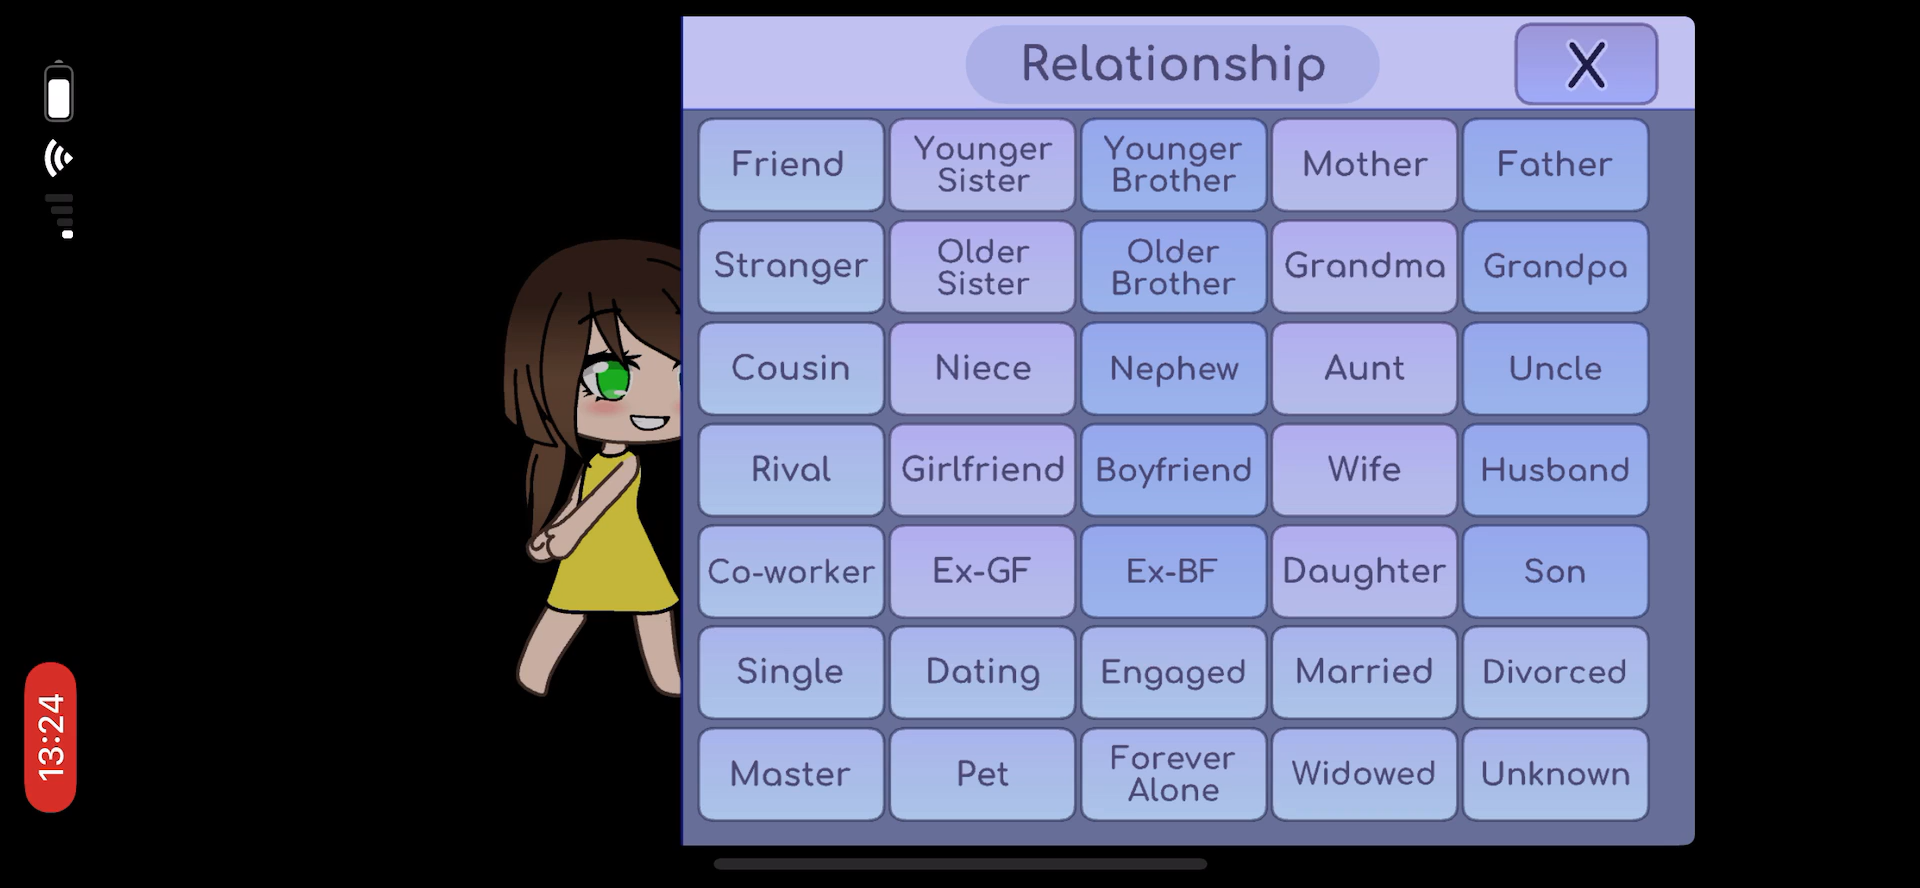 Relationship
X
Friend
Younger
Sister
Younger
Brother
Mother
Father
Stranger
Older
Sister
Older
Brother
Grandma
Grandpa
Cousin
Niece
Nephew
Aunt
Uncle
Rival
Girlfriend
Boyfriend
Wife
Husband
Co-worker
Ex-GF
Ex-BF
Daughter
Son
Single
Dating
Engaged
Married
Divorced
Master
Pet
Forever
Alone
Widowed
Unknown
13:24